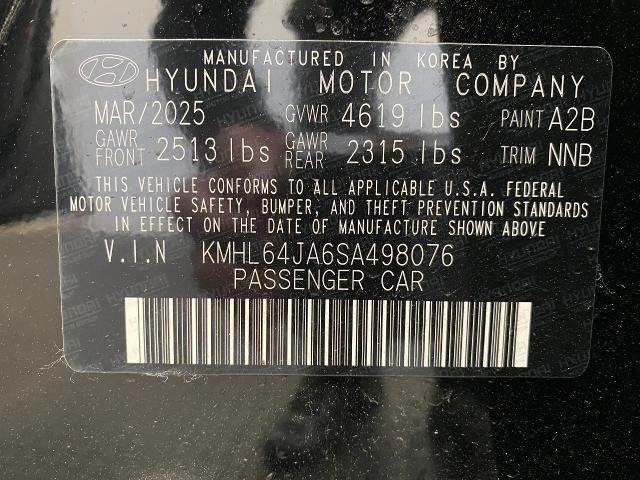 MANUFACTURED IN KOREA BY
HYUNDAI MOTOR COMPANY
MAR/2025 GVWR 4619 lbs PAINT A2B
GAWR FRONT 2513 lbs GAWR REAR 2315 lbs TRIM NNB
THIS VEHICLE CONFORMS TO ALL APPLICABLE U.S.A. FEDERAL
MOTOR VEHICLE SAFETY, BUMPER, AND THEFT PREVENTION STANDARDS
IN EFFECT ON THE DATE OF MANUFACTURE SHOWN ABOVE
V.I.N KMHL64JA6SA498076
PASSENGER CAR